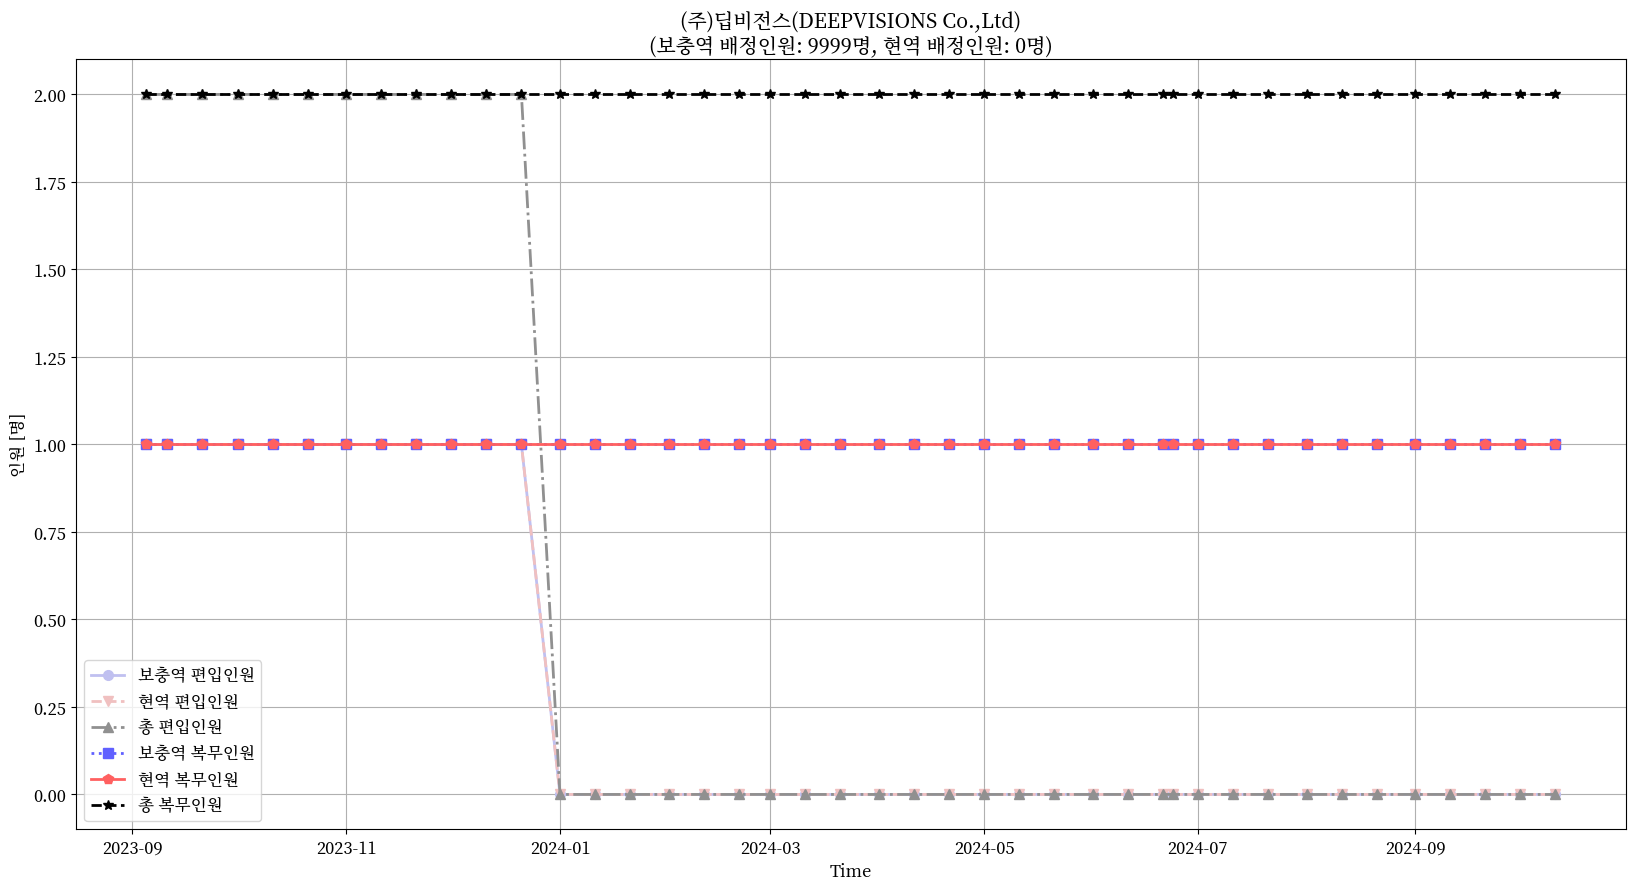 (주)딥비전스(DEEPVISIONS Co.,Ltd)
(보충역 배정인원: 9999명, 현역 배정인원: 0명)
인원 [명]
2.00
1.75
1.50
1.25
1.00
0.75
0.50
0.25
0.00
보충역 편입인원
현역 편입인원
총 편입인원
보충역 복무인원
현역 복무인원
총 복무인원
2023-09
2023-11
2024-01
2024-03
2024-05
2024-07
2024-09
Time